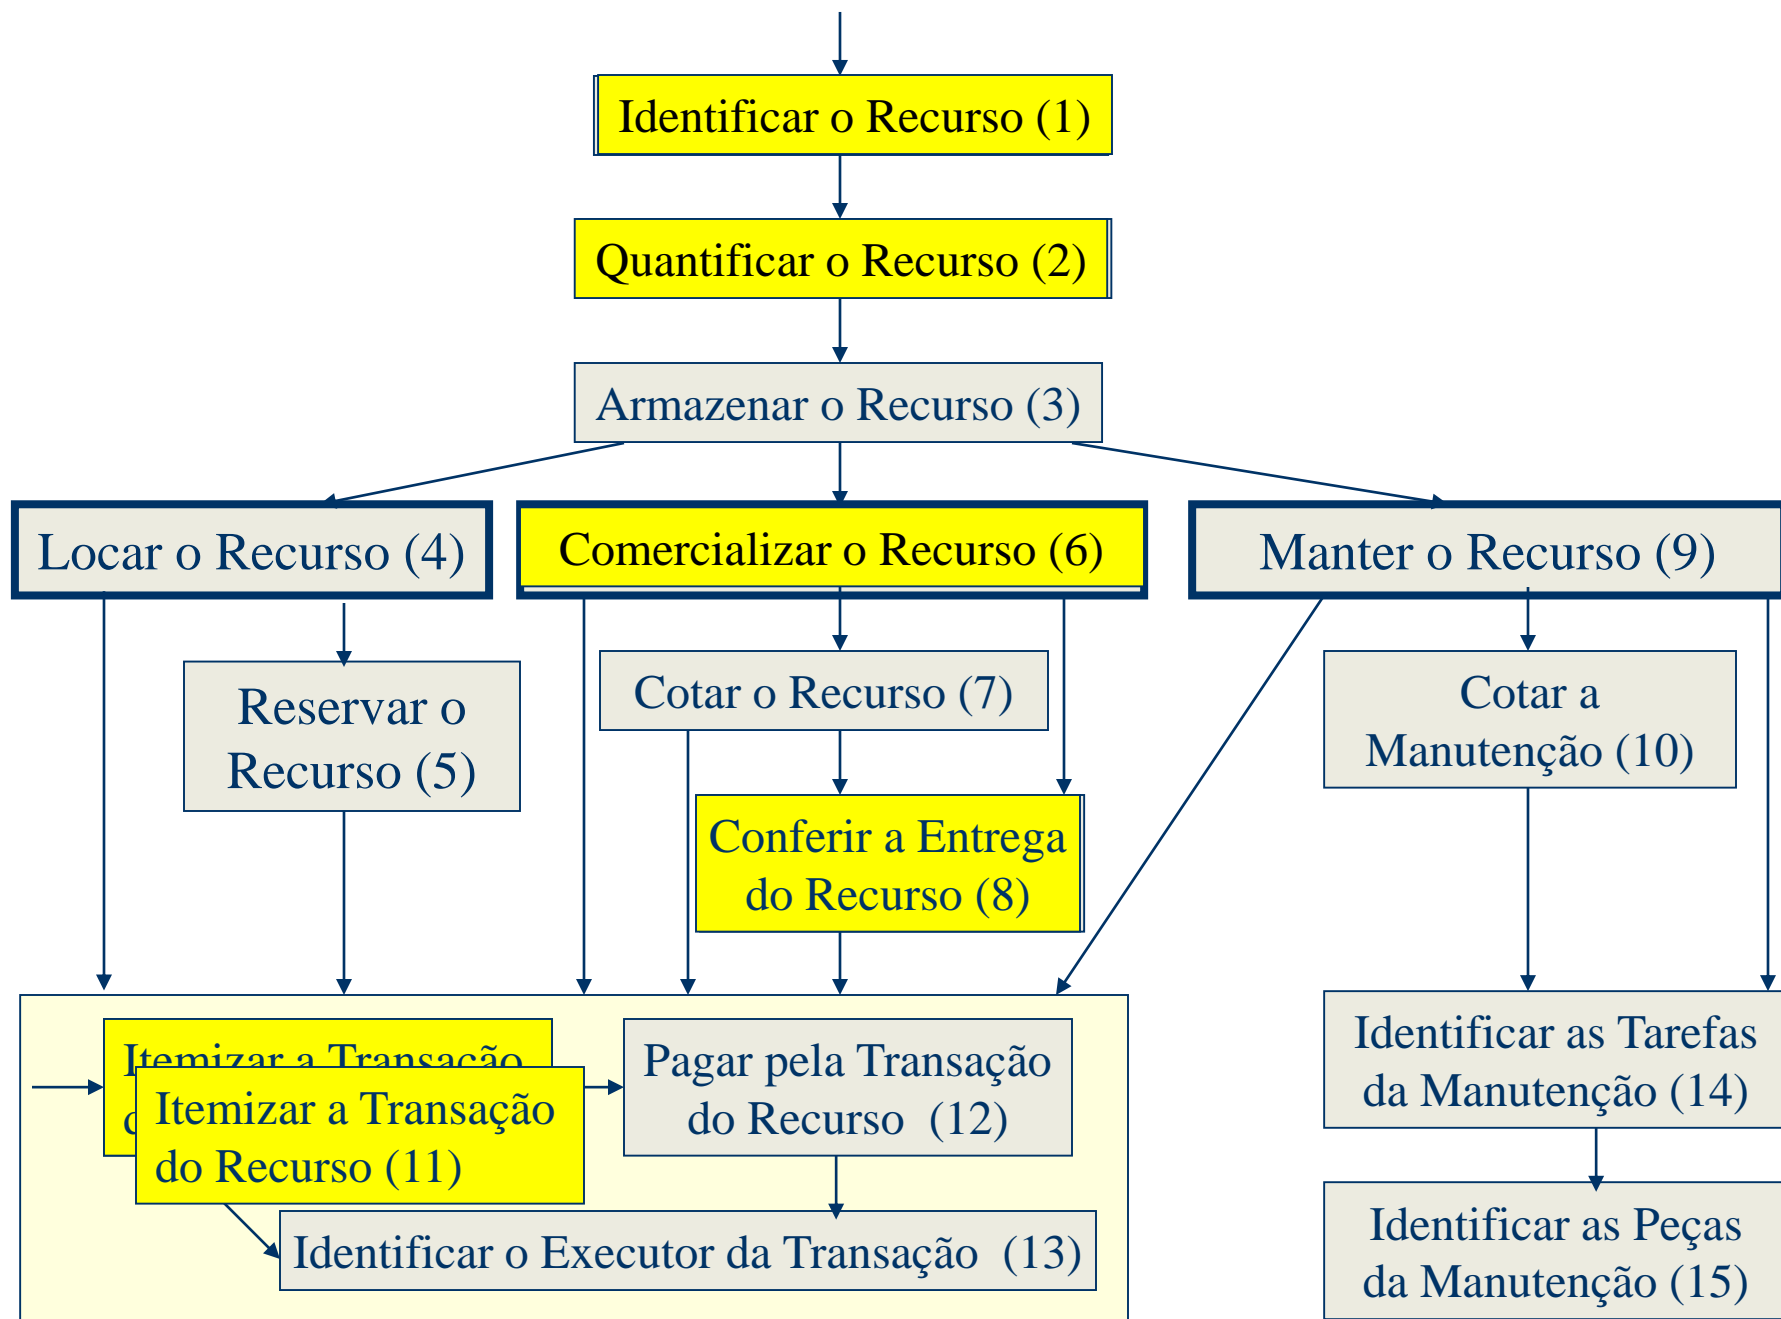 Identificar o Recurso (1)
Quantificar o Recurso (2)
Armazenar o Recurso (3)
Locar o Recurso (4)
Comercializar o Recurso (6)
Manter o Recurso (9)
Reservar o
Recurso (5)
Cotar o Recurso (7)
Cotar a
Manutenção (10)
Conferir a Entrega
do Recurso (8)
Itemizar a Transação
Itemizar a Transação
do Recurso (11)
Pagar pela Transação
do Recurso (12)
Identificar o Executor da Transação (13)
Identificar as Tarefas
da Manutenção (14)
Identificar as Peças
da Manutenção (15)